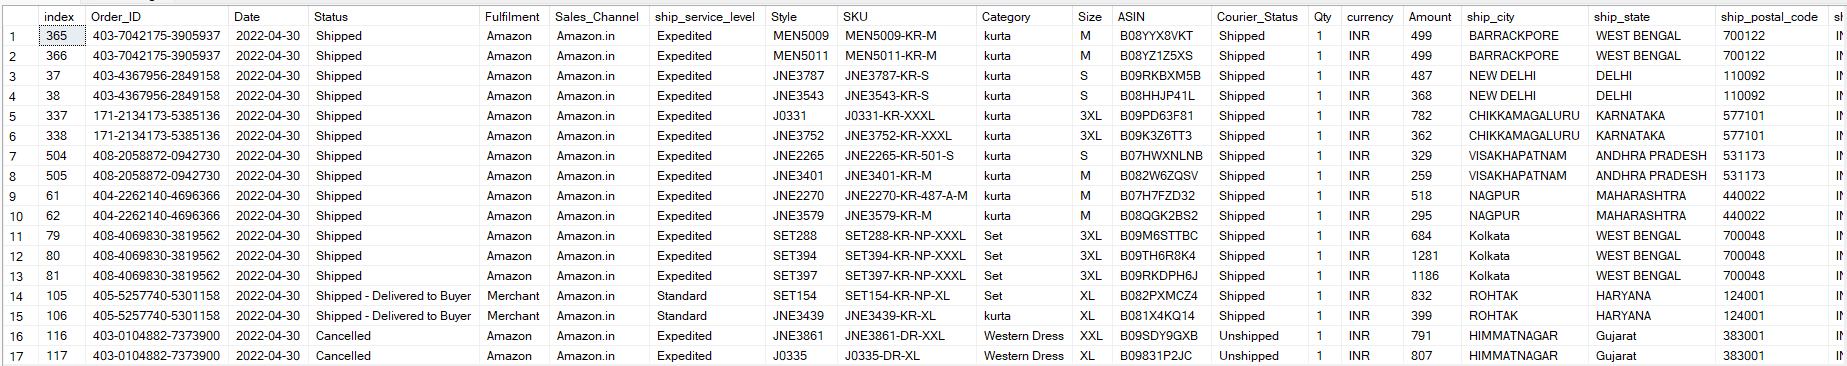 index Order_ID Date Status Fulfilment Sales_Channel ship_service_level Style SKU Category Size ASIN Courier_Status Qty currency Amount ship_city ship_state ship_postal_code
1 365 403-7042175-3905937 2022-04-30 Shipped Amazon Amazon.in Expedited MEN5009 MEN5009-KR-M kurta M B08YYX8VKT Shipped 1 INR 499 BARRACKPORE WEST BENGAL 700122
2 366 403-7042175-3905937 2022-04-30 Shipped Amazon Amazon.in Expedited MEN5011 MEN5011-KR-M kurta M B08YZ1Z5XS Shipped 1 INR 499 BARRACKPORE WEST BENGAL 700122
3 37 403-4367956-2849158 2022-04-30 Shipped Amazon Amazon.in Expedited JNE3787 JNE3787-KR-S kurta S B09RKBXM5B Shipped 1 INR 487 NEW DELHI DELHI 110092
4 38 403-4367956-2849158 2022-04-30 Shipped Amazon Amazon.in Expedited JNE3543 JNE3543-KR-S kurta S B08HHJP41L Shipped 1 INR 368 NEW DELHI DELHI 110092
5 337 171-2134173-5385136 2022-04-30 Shipped Amazon Amazon.in Expedited J0331 J0331-KR-XXXL kurta 3XL B09PD63F81 Shipped 1 INR 782 CHIKKAMAGALURU KARNATAKA 577101
6 338 171-2134173-5385136 2022-04-30 Shipped Amazon Amazon.in Expedited JNE3752 JNE3752-KR-XXXL kurta 3XL B09K3Z6TT3 Shipped 1 INR 362 CHIKKAMAGALURU KARNATAKA 577101
7 504 408-2058872-0942730 2022-04-30 Shipped Amazon Amazon.in Expedited JNE2265 JNE2265-KR-501-S kurta S B07HWXNLNB Shipped 1 INR 329 VISAKHAPATNAM ANDHRA PRADESH 531173
8 505 408-2058872-0942730 2022-04-30 Shipped Amazon Amazon.in Expedited JNE3401 JNE3401-KR-M kurta M B082W6ZQSV Shipped 1 INR 259 VISAKHAPATNAM ANDHRA PRADESH 531173
9 61 404-2262140-4696366 2022-04-30 Shipped Amazon Amazon.in Expedited JNE2270 JNE2270-KR-487-A-M kurta M B07H7FZD32 Shipped 1 INR 518 NAGPUR MAHARASHTRA 440022
10 62 404-2262140-4696366 2022-04-30 Shipped Amazon Amazon.in Expedited JNE3579 JNE3579-KR-M kurta M B08QGK2BS2 Shipped 1 INR 295 NAGPUR MAHARASHTRA 440022
11 79 408-4069830-3819562 2022-04-30 Shipped Amazon Amazon.in Expedited SET288 SET288-KR-NP-XXXL Set 3XL B09M6STTBC Shipped 1 INR 684 Kolkata WEST BENGAL 700048
12 80 408-4069830-3819562 2022-04-30 Shipped Amazon Amazon.in Expedited SET394 SET394-KR-NP-XXXL Set 3XL B09TH6R8K4 Shipped 1 INR 1281 Kolkata WEST BENGAL 700048
13 81 408-4069830-3819562 2022-04-30 Shipped Amazon Amazon.in Expedited SET397 SET397-KR-NP-XXXL Set 3XL B09RKDPH6J Shipped 1 INR 1186 Kolkata WEST BENGAL 700048
14 105 405-5257740-5301158 2022-04-30 Shipped - Delivered to Buyer Merchant Amazon.in Standard SET154 SET154-KR-NP-XL Set XL B082PXMCZ4 Shipped 1 INR 832 ROHTAK HARYANA 124001
15 106 405-5257740-5301158 2022-04-30 Shipped - Delivered to Buyer Merchant Amazon.in Standard JNE3439 JNE3439-KR-XL kurta XL B081X4KQ14 Shipped 1 INR 399 ROHTAK HARYANA 124001
16 116 403-0104882-7373900 2022-04-30 Cancelled Amazon Amazon.in Expedited JNE3861 JNE3861-DR-XXL Western Dress XXL B09SDY9GXB Unshipped 1 INR 791 HIMMATNAGAR Gujarat 383001
17 117 403-0104882-7373900 2022-04-30 Cancelled Amazon Amazon.in Expedited J0335 J0335-DR-XL Western Dress XL B09831P2JC Unshipped 1 INR 807 HIMMATNAGAR Gujarat 383001